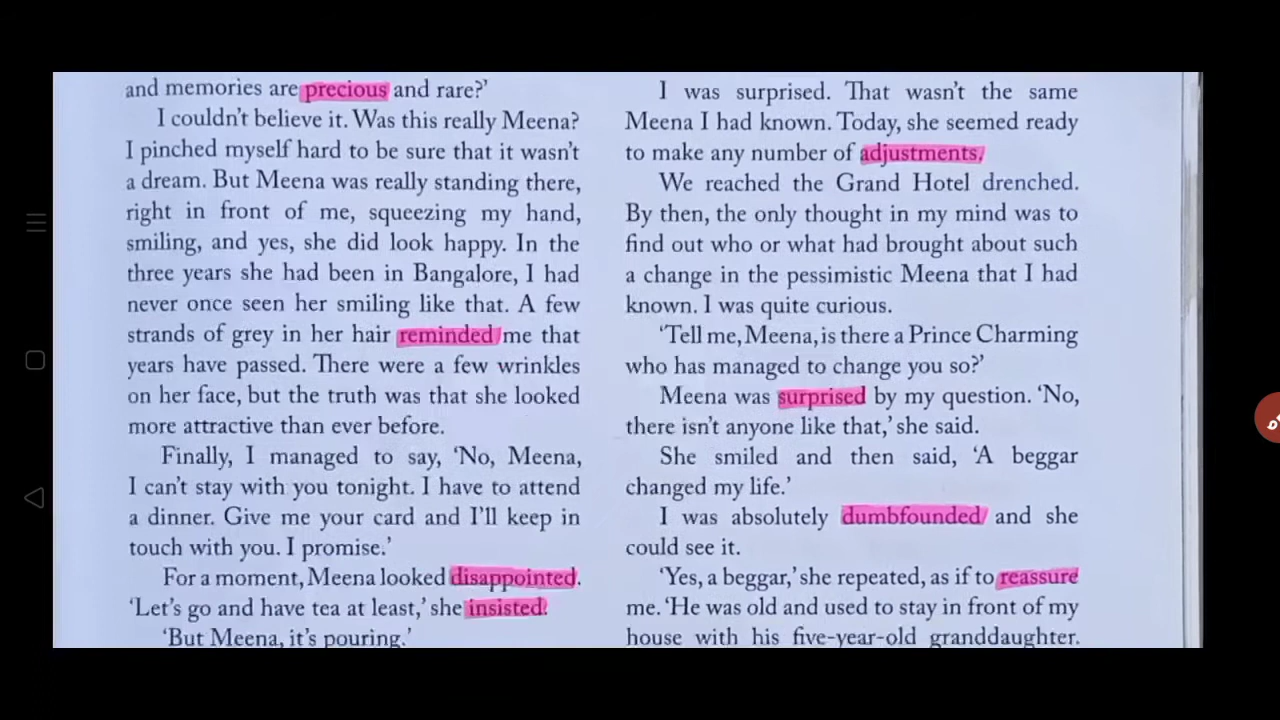 and memories are precious and rare?’
I couldn’t believe it. Was this really Meena?
I pinched myself hard to be sure that it wasn’t
a dream. But Meena was really standing there,
right in front of me, squeezing my hand,
smiling, and yes, she did look happy. In the
three years she had been in Bangalore, I had
never once seen her smiling like that. A few
strands of grey in her hair reminded me that
years have passed. There were a few wrinkles
on her face, but the truth was that she looked
more attractive than ever before.
Finally, I managed to say, ‘No, Meena,
I can’t stay with you tonight. I have to attend
a dinner. Give me your card and I’ll keep in
touch with you. I promise.’
For a moment, Meena looked disappointed.
‘Let’s go and have tea at least,’ she insisted.
‘But Meena, it’s pouring.’
I was surprised. That wasn’t the same
Meena I had known. Today, she seemed ready
to make any number of adjustments.
We reached the Grand Hotel drenched.
By then, the only thought in my mind was to
find out who or what had brought about such
a change in the pessimistic Meena that I had
known. I was quite curious.
‘Tell me, Meena, is there a Prince Charming
who has managed to change you so?’
Meena was surprised by my question. ‘No,
there isn’t anyone like that,’ she said.
She smiled and then said, ‘A beggar
changed my life.’
I was absolutely dumbfounded and she
could see it.
‘Yes, a beggar,’ she repeated, as if to reassure
me. ‘He was old and used to stay in front of my
house with his five-year-old granddaughter.